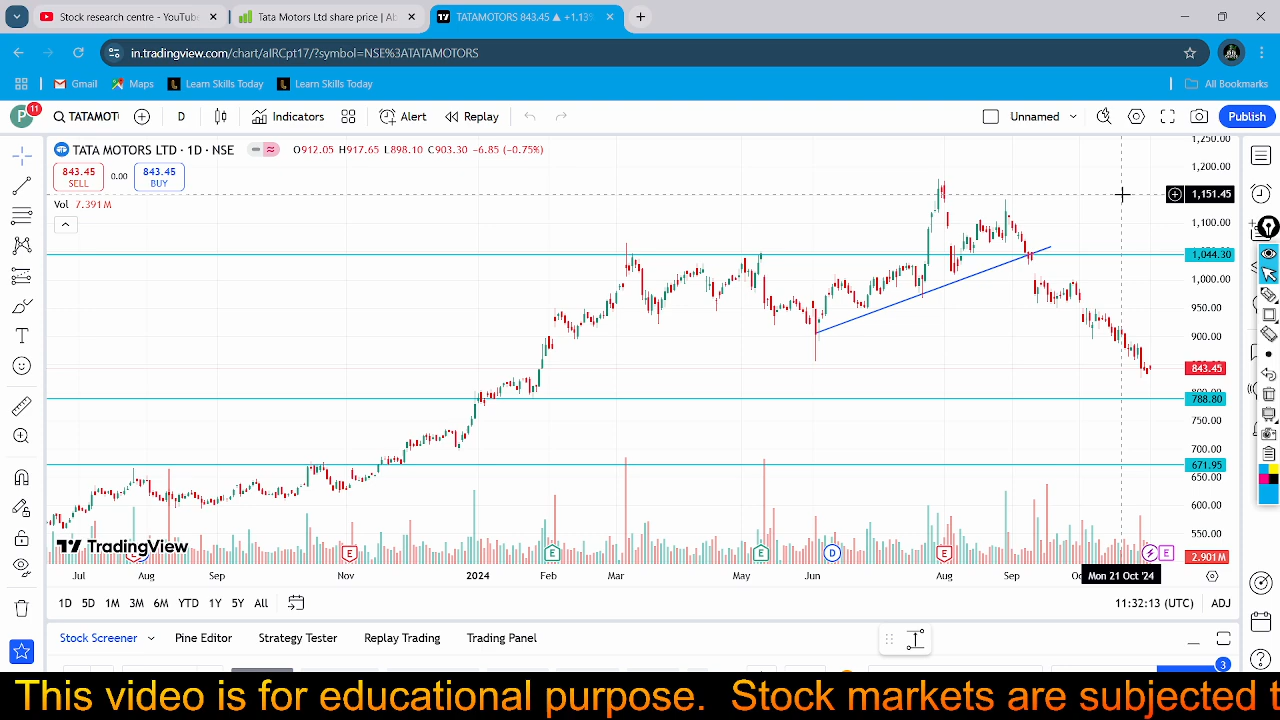 Stock research centre - YouTube
Tata Motors Ltd share price | Ab
TATAMOTORS 843.45 ▲ +1.13%
in.tradingview.com/chart/aIRCpt17/?symbol=NSE%3ATATAMOTORS
Gmail
Maps
Learn Skills Today
Learn Skills Today
All Bookmarks
P
11
TATAMOT
D
Indicators
Alert
Replay
Unnamed
Publish
TATA MOTORS LTD · 1D · NSE
O912.05 H917.65 L898.10 C903.30 -6.85 (-0.75%)
843.45
SELL
0.00
843.45
BUY
Vol 7.391M
1,250.00
1,200.00
1,151.45
1,100.00
1,044.30
1,000.00
950.00
900.00
843.45
788.80
750.00
700.00
671.95
650.00
600.00
550.00
2.901M
TradingView
E
E
E
E
D
E
E
Jul
Aug
Sep
Nov
2024
Feb
Mar
May
Jun
Aug
Sep
Mon 21 Oct '24
1D 5D 1M 3M 6M YTD 1Y 5Y All
11:32:13 (UTC)
ADJ
Stock Screener
Pine Editor
Strategy Tester
Replay Trading
Trading Panel
3
This video is for educational purpose. Stock markets are subjected t